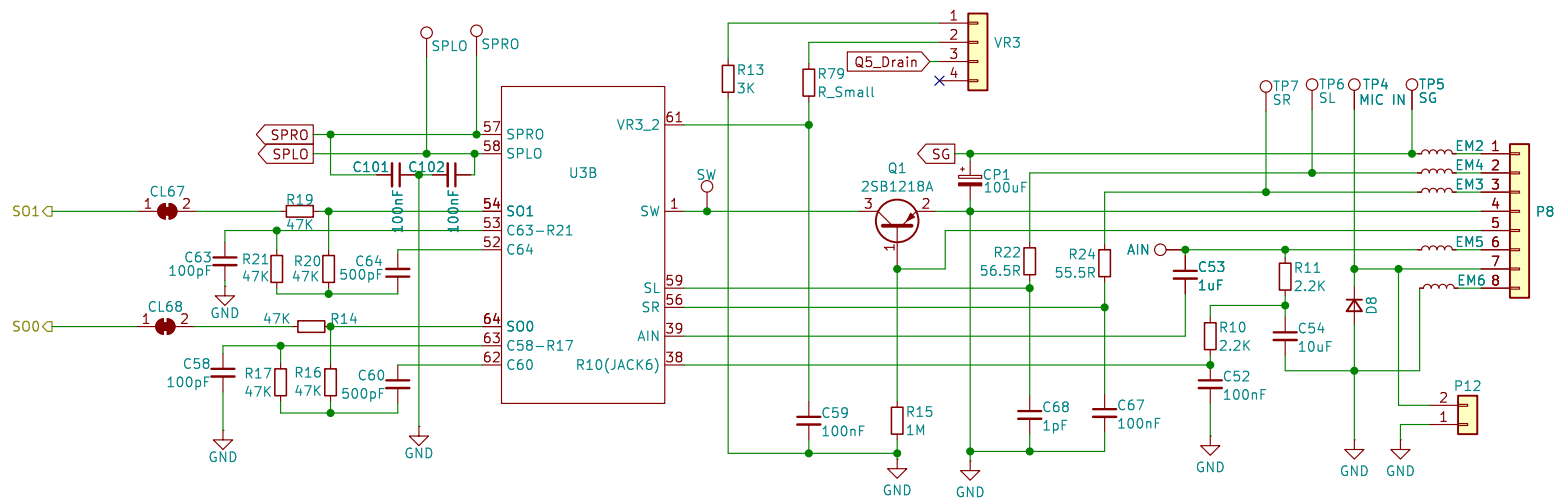 SPLO
SPRO
R13
3K
R79
R_Small
1
2
3
4
VR3
Q5_Drain
TP7
SR
TP6
SL
TP4
MIC IN
TP5
SG
SPRO
SPLO
57
SPRO
58
SPLO
VR3_2
61
U3B
C101
100nF
C102
100nF
SG
+
CP1
100uF
EM2
EM4
EM3
EM5
EM6
1
2
3
4
5
6
7
8
P8
CL67
1
2
SO1
R19
47K
54
SO1
53
C63-R21
52
C64
SW
1
SW
Q1
2SB1218A
3
2
1
C63
100pF
R21
47K
R20
47K
C64
500pF
GND
SL
59
SR
56
AIN
39
R10(JACK6)
38
R22
56.5R
R24
55.5R
AIN
C53
1uF
R11
2.2K
D8
CL68
1
2
SO0
47K
R14
64
SO0
63
C58-R17
62
C60
R10
2.2K
C54
10uF
C58
100pF
R17
47K
R16
47K
C60
500pF
C52
100nF
P12
2
1
C59
100nF
R15
1M
C68
1pF
C67
100nF
GND
GND
GND
GND
GND
GND
GND